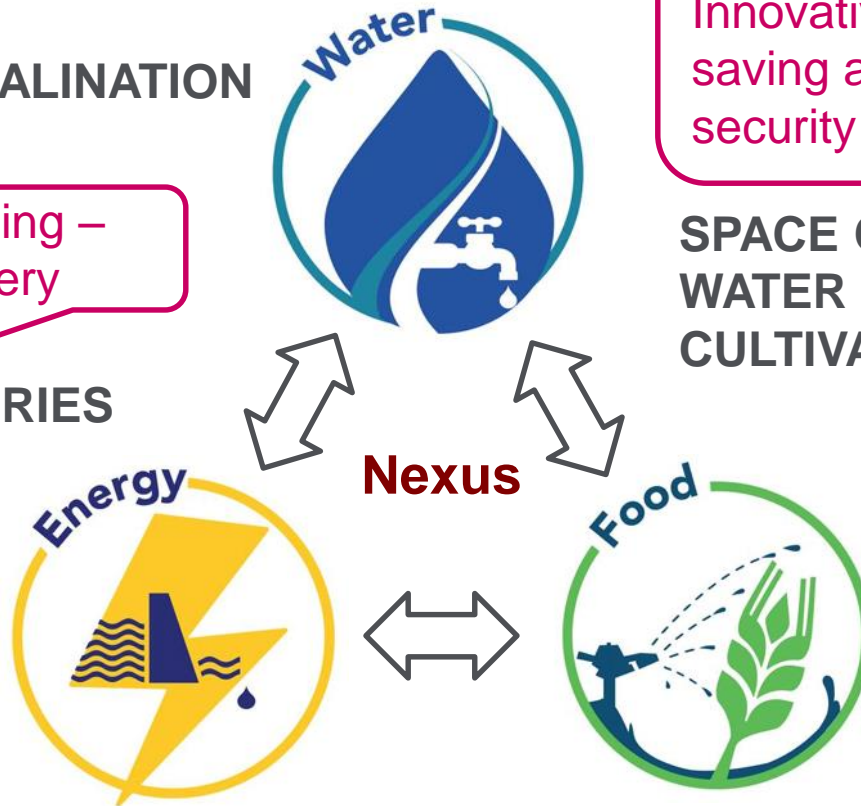 Water
ALINATION
Innovati
saving a
security
ing –
ery
SPACE
WATER
CULTIVA
RIES
Nexus
Energy
Food